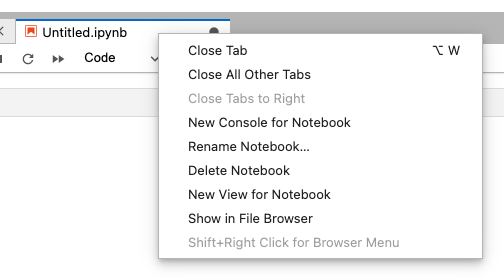 Untitled.ipynb
Code
Close Tab ⌥ W
Close All Other Tabs
Close Tabs to Right
New Console for Notebook
Rename Notebook...
Delete Notebook
New View for Notebook
Show in File Browser
Shift+Right Click for Browser Menu